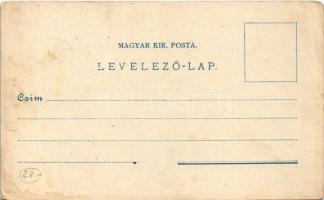 MAGYAR KIR. POSTA.
LEVELEZŐ-LAP.
Czim
28